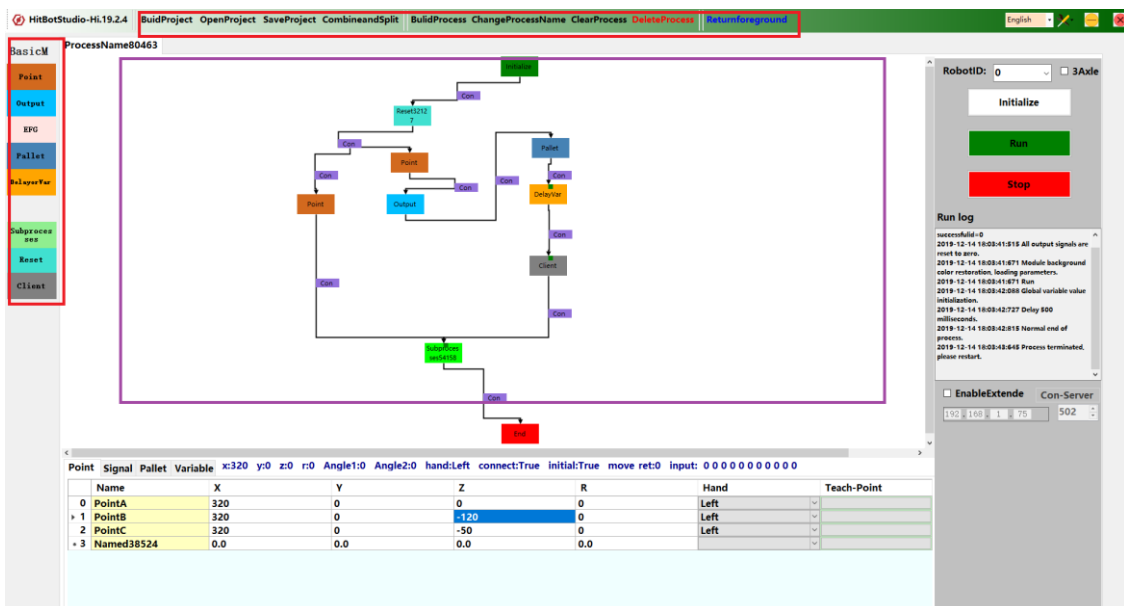 HitBotStudio-Hi.19.2.4 BuidProject OpenProject SaveProject CombineandSplit BulidProcess ChangeProcessName ClearProcess DeleteProcess Returnforeground English
ProcessName80463
BasicM
Point
Output
EFG
Pallet
DelayorVar
Subproces
ses
Reset
Client
Initialize
Con
Reset3212
7
Con
Con
Point
Pallet
Con
Con
Con
Con
Point
Output
DelayVar
Con
Client
Con
Con
Subproces
ses54158
Con
End
RobotID: 0 3Axle
Initialize
Run
Stop
Run log
successfulid=0
2019-12-14 18:03:41:515 All output signals are
reset to zero.
2019-12-14 18:03:41:671 Module background
color restoration, loading parameters.
2019-12-14 18:03:41:671 Run
2019-12-14 18:03:42:088 Global variable value
initialization.
2019-12-14 18:03:42:727 Delay 500
milliseconds.
2019-12-14 18:03:42:815 Normal end of
process.
2019-12-14 18:03:43:645 Process terminated,
please restart.
EnableExtende Con-Server
192 . 168 . 1 . 75 502
Point Signal Pallet Variable x:320 y:0 z:0 r:0 Angle1:0 Angle2:0 hand:Left connect:True initial:True move ret:0 input: 0 0 0 0 0 0 0 0 0 0 0
Name X Y Z R Hand Teach-Point
0 PointA 320 0 0 0 Left
1 PointB 320 0 -120 0 Left
2 PointC 320 0 -50 0 Left
3 Named38524 0.0 0.0 0.0 0.0